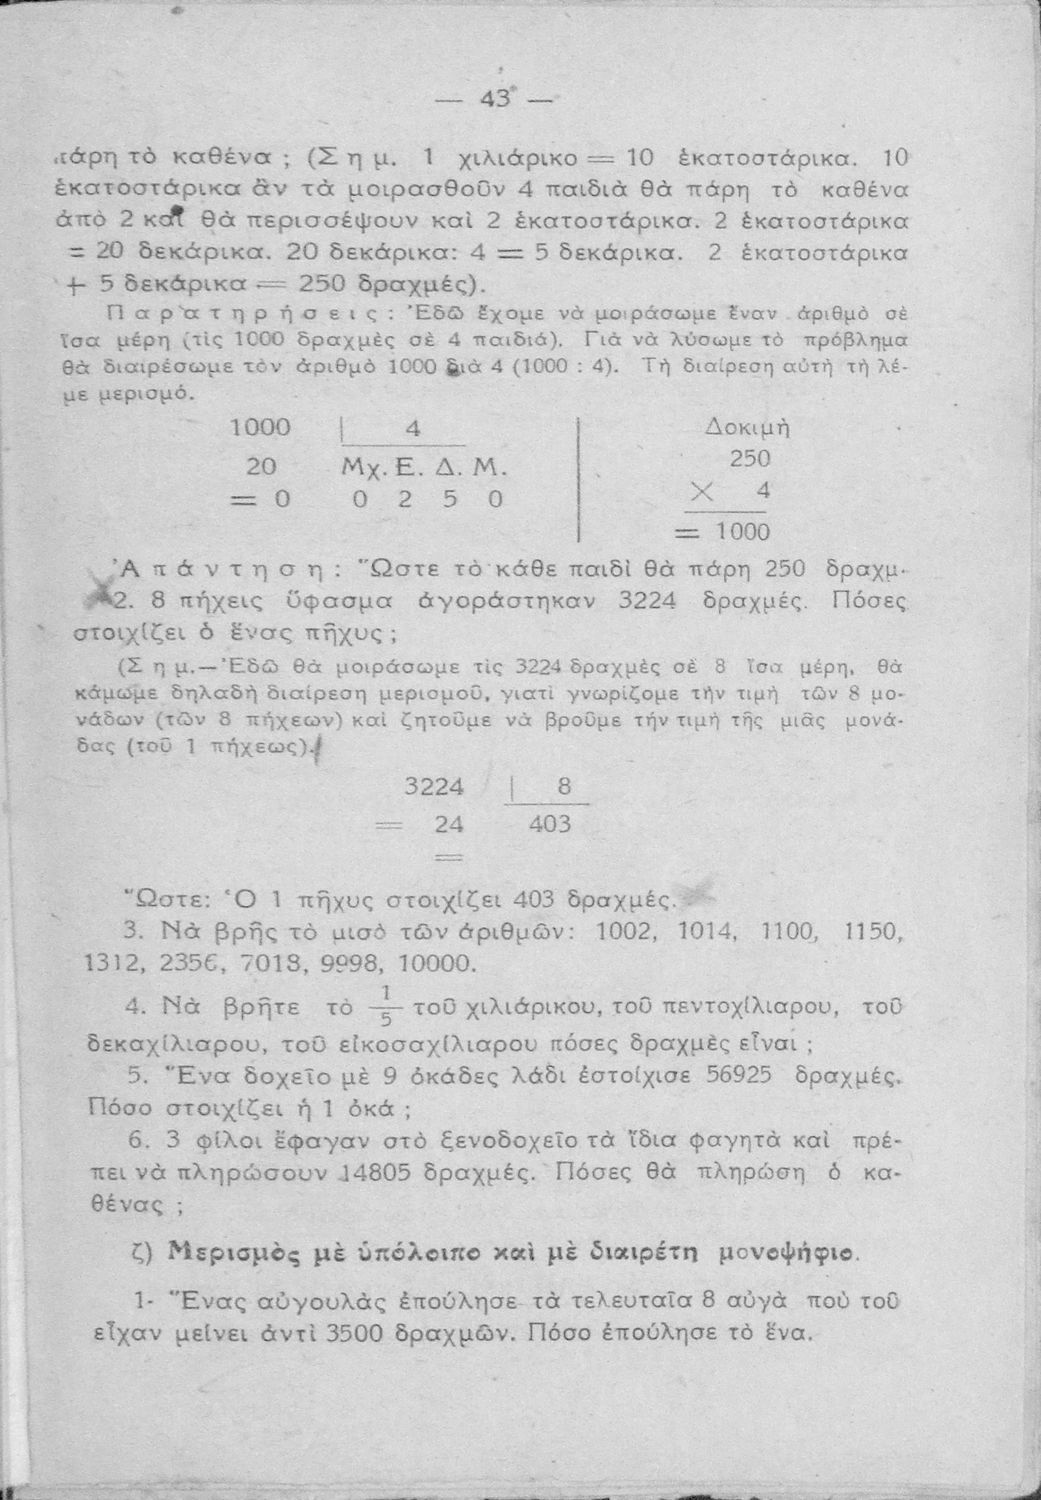 — 43 —
πάρη τὸ καθένα ; (Σ η μ. 1 χιλιάρικο = 10 ἑκατοστάρικα. 10
ἑκατοστάρικα ἂν τὰ μοιρασθοῦν 4 παιδιὰ θὰ πάρη τὸ καθένα
ἀπὸ 2 καὶ θὰ περισσέψουν καὶ 2 ἑκατοστάρικα. 2 ἑκατοστάρικα
= 20 δεκάρικα. 20 δεκάρικα: 4 = 5 δεκάρικα. 2 ἑκατοστάρικα
+ 5 δεκάρικα = 250 δραχμές).
Π α ρ α τ η ρ ή σ ε ι ς : Ἐδῶ ἔχομε νὰ μοιράσωμε ἕναν ἀριθμὸ σὲ
ἴσα μέρη (τὶς 1000 δραχμὲς σὲ 4 παιδιά). Γιὰ νὰ λύσωμε τὸ πρόβλημα
θὰ διαιρέσωμε τὸν ἀριθμὸ 1000 διὰ 4 (1000 : 4). Τὴ διαίρεση αὐτὴ τὴ λέ-
με μερισμό.
1000 | 4 Δοκιμὴ
20 Μχ. Ε. Δ. Μ. 250
= 0 0 2 5 0 × 4
= 1000
Ἀ π ά ν τ η σ η : Ὥστε τὸ κάθε παιδὶ θὰ πάρη 250 δραχμ.
2. 8 πήχεις ὕφασμα ἀγοράστηκαν 3224 δραχμές. Πόσες
στοιχίζει ὁ ἕνας πῆχυς ;
(Σ η μ.—Ἐδῶ θὰ μοιράσωμε τὶς 3224 δραχμὲς σὲ 8 ἴσα μέρη, θὰ
κάμωμε δηλαδὴ διαίρεση μερισμοῦ, γιατὶ γνωρίζομε τὴν τιμὴ τῶν 8 μο-
νάδων (τῶν 8 πήχεων) καὶ ζητοῦμε νὰ βροῦμε τήν τιμὴ τῆς μιᾶς μονά-
δας (τοῦ 1 πήχεως).
3224 | 8
= 24 403
=
Ὥστε: Ὁ 1 πῆχυς στοιχίζει 403 δραχμές.
3. Νὰ βρῆς τὸ μισὸ τῶν ἀριθμῶν: 1002, 1014, 1100, 1150,
1312, 2356, 7018, 9998, 10000.
4. Νὰ βρῆτε τὸ 1/5 τοῦ χιλιάρικου, τοῦ πεντοχίλιαρου, τοῦ
δεκαχίλιαρου, τοῦ εἰκοσαχίλιαρου πόσες δραχμὲς εἶναι ;
5. Ἕνα δοχεῖο μὲ 9 ὀκάδες λάδι ἐστοίχισε 56925 δραχμές.
Πόσο στοιχίζει ἡ 1 ὀκά ;
6. 3 φίλοι ἔφαγαν στὸ ξενοδοχεῖο τὰ ἴδια φαγητὰ καὶ πρέ-
πει νὰ πληρώσουν 14805 δραχμές. Πόσες θὰ πληρώση ὁ κα-
θένας ;
ζ) Μερισμὸς μὲ ὑπόλοιπο καὶ μὲ διαιρέτη μονοψήφιο.
1- Ἕνας αὐγουλὰς ἐπούλησε τὰ τελευταῖα 8 αὐγὰ ποὺ τοῦ
εἶχαν μείνει ἀντὶ 3500 δραχμῶν. Πόσο ἐπούλησε τὸ ἕνα.